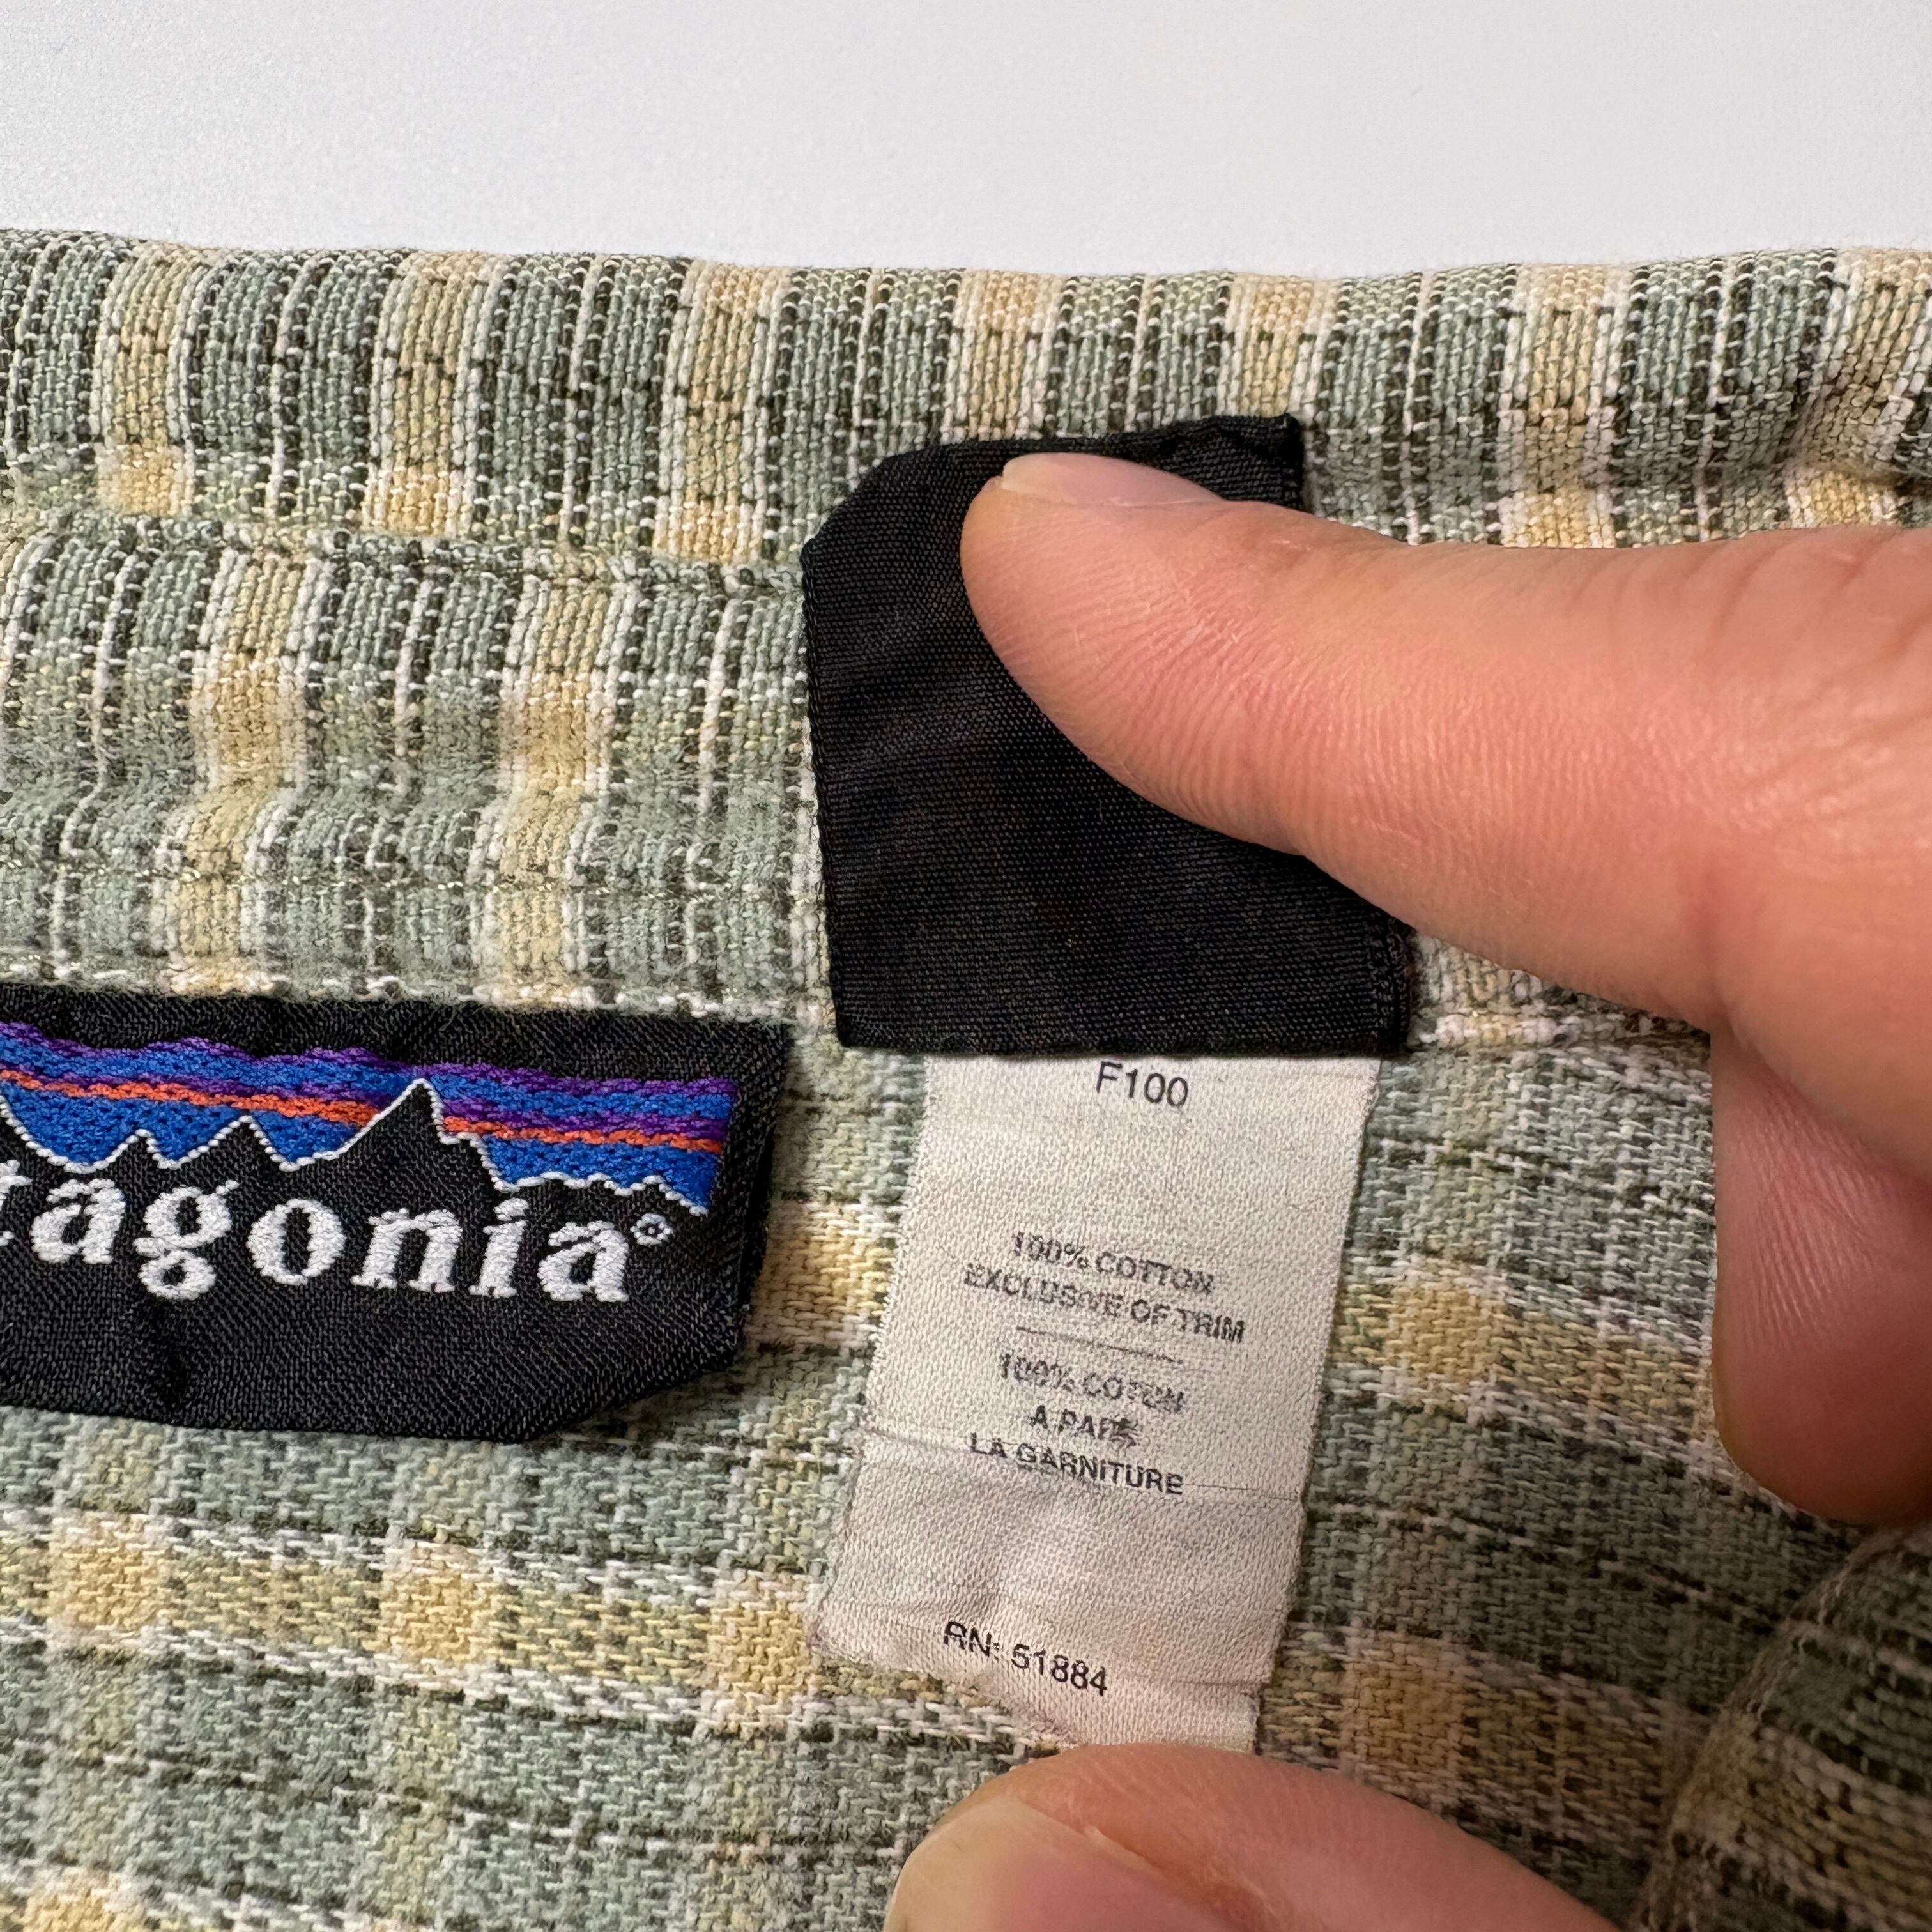 tagonia®
F100
100% COTTON
EXCLUSIVE OF TRIM
100% COTON
A PART
LA GARNITURE
RN: 51884